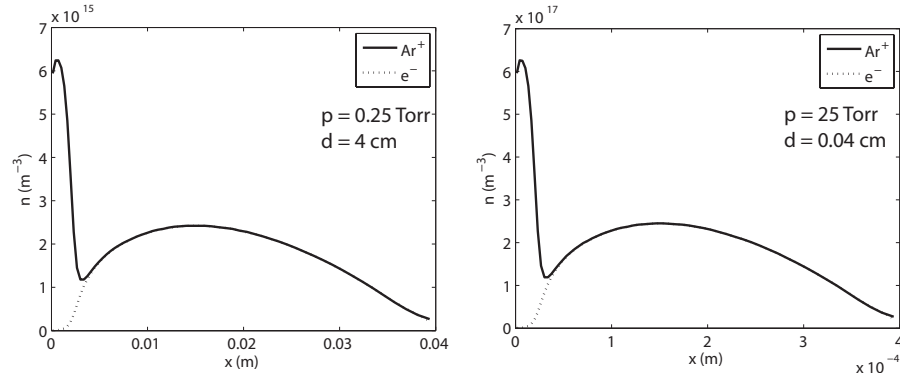 x 10^15
7
6
5
4
3
2
1
0
n (m^−3)
Ar^+
e^−
p = 0.25 Torr
d = 4 cm
0 0.01 0.02 0.03 0.04
x (m)
x 10^17
7
6
5
4
3
2
1
0
n (m^−3)
Ar^+
e^−
p = 25 Torr
d = 0.04 cm
0 1 2 3 4
x (m)
x 10^−4